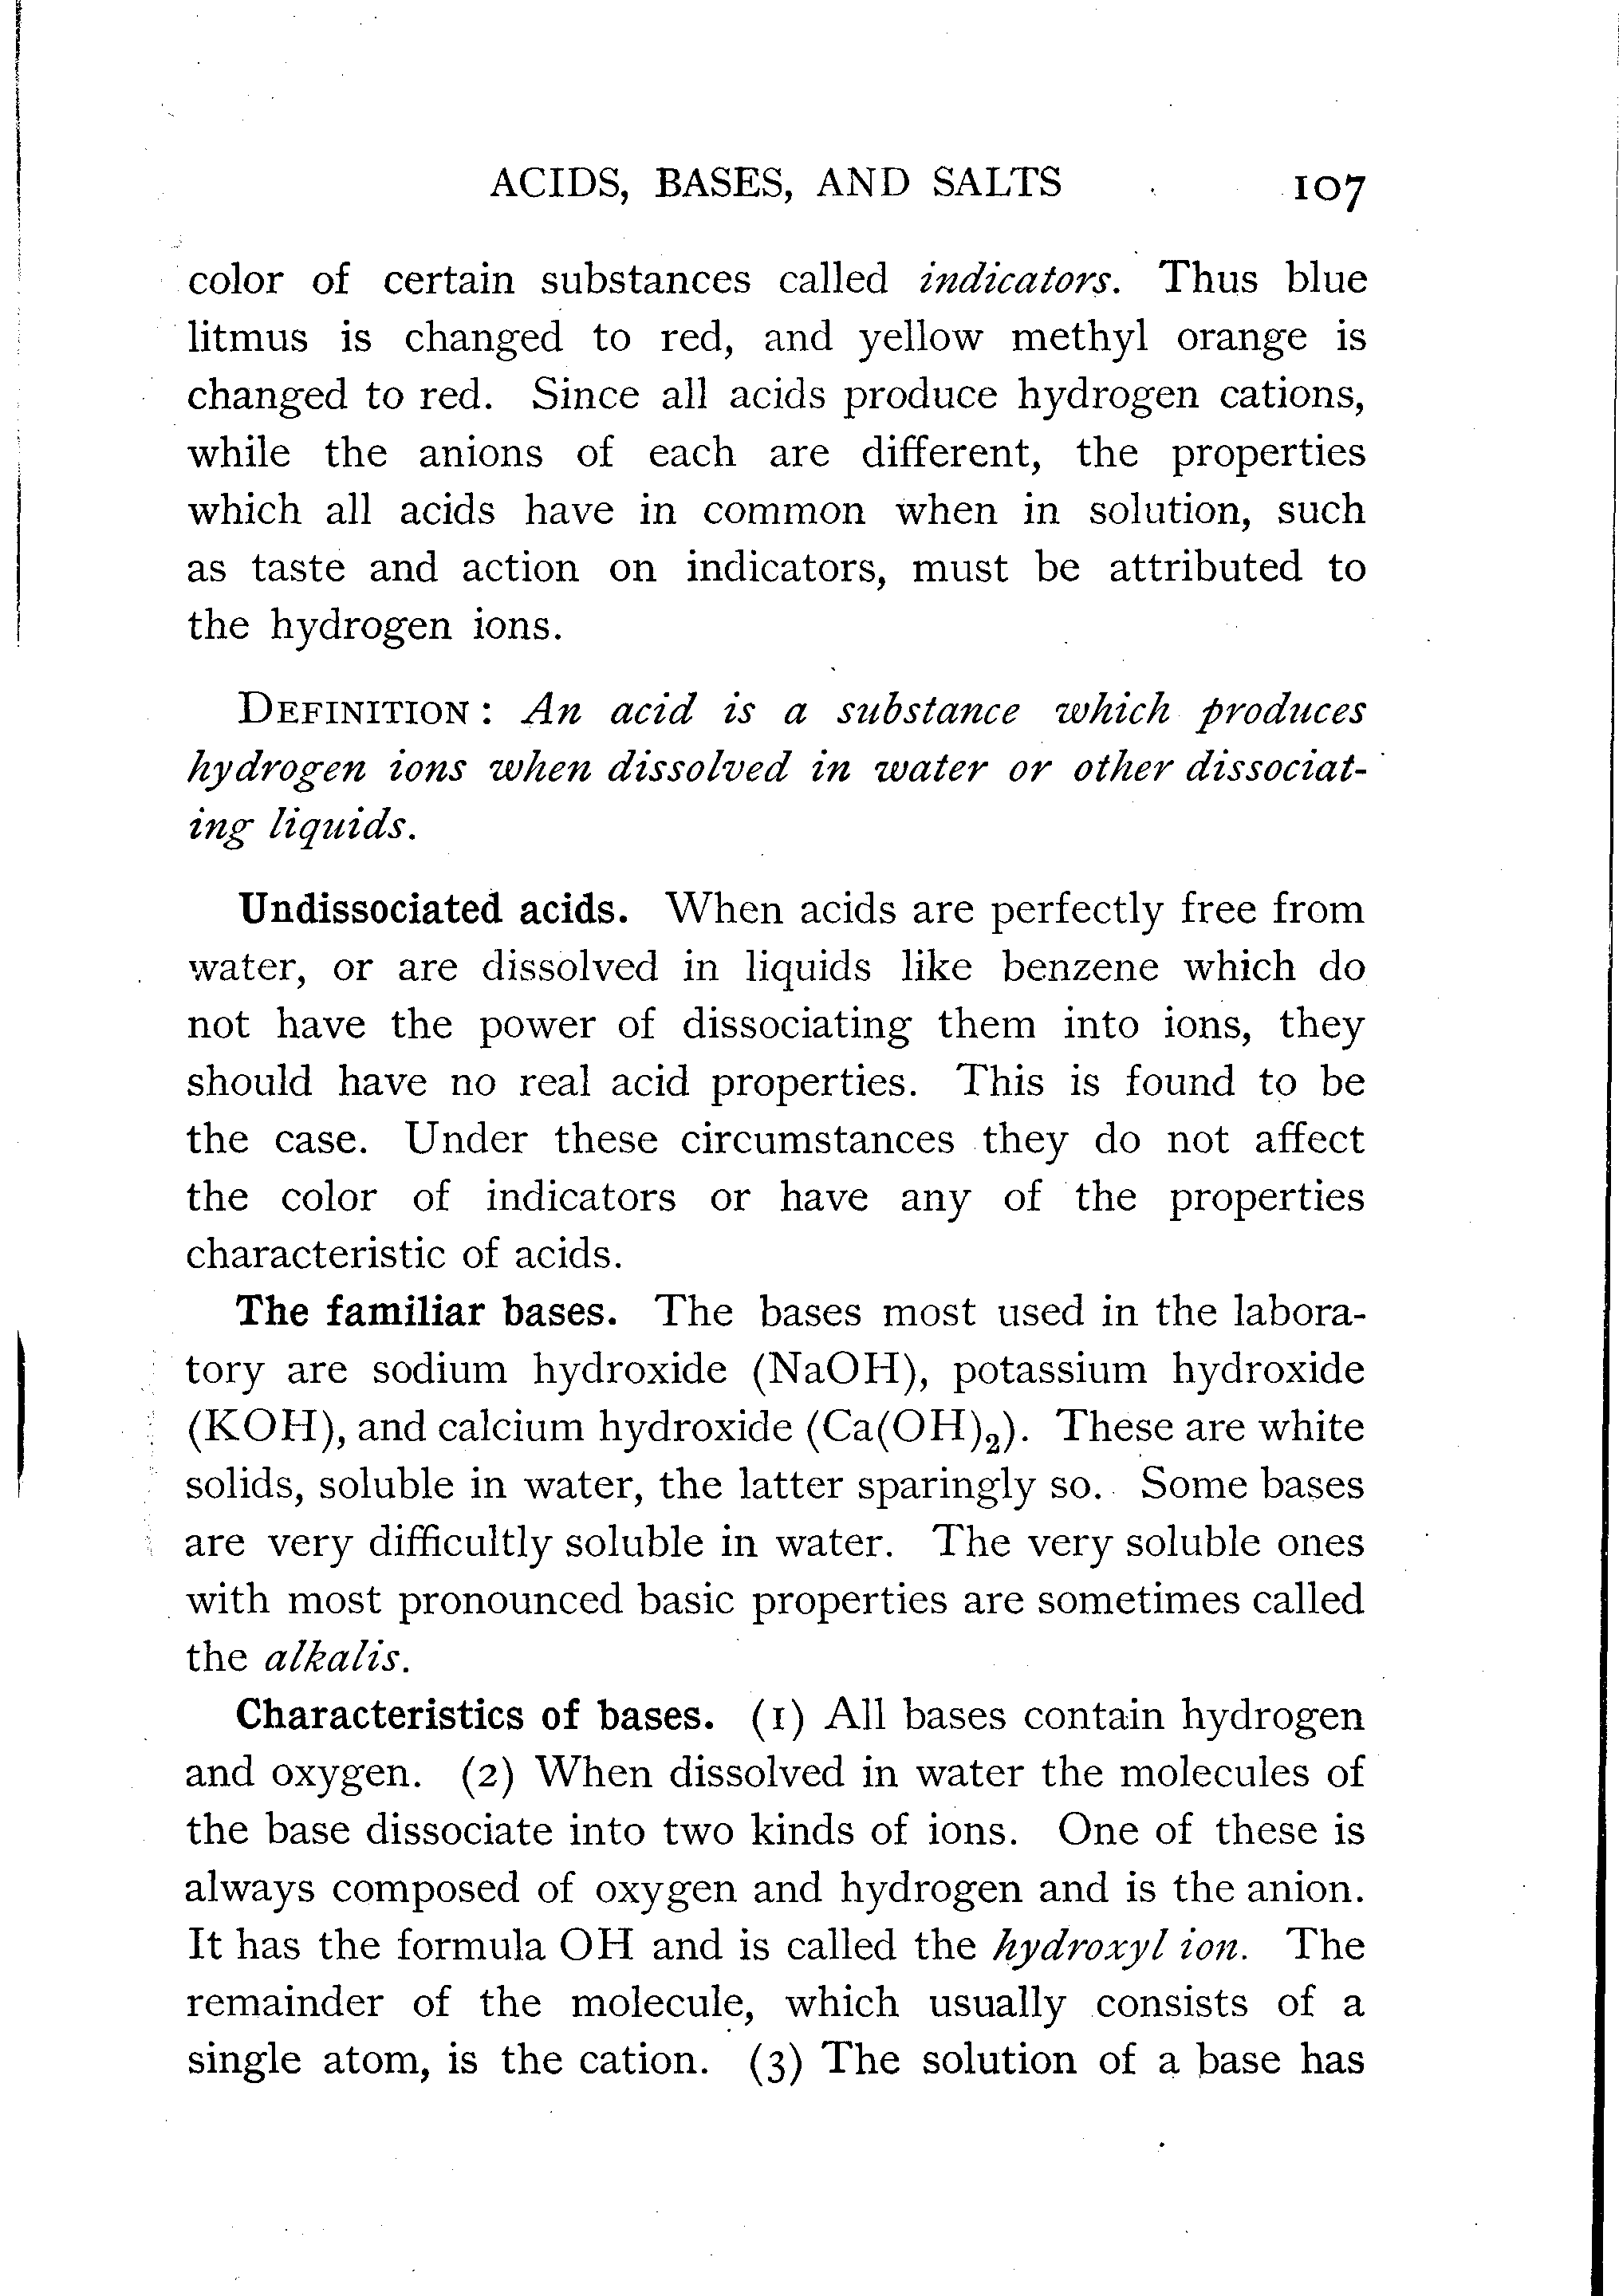 ACIDS, BASES, AND SALTS 107
color of certain substances called indicators. Thus blue
litmus is changed to red, and yellow methyl orange is
changed to red. Since all acids produce hydrogen cations,
while the anions of each are different, the properties
which all acids have in common when in solution, such
as taste and action on indicators, must be attributed to
the hydrogen ions.
DEFINITION: An acid is a substance which produces
hydrogen ions when dissolved in water or other dissociat-
ing liquids.
Undissociated acids. When acids are perfectly free from
water, or are dissolved in liquids like benzene which do
not have the power of dissociating them into ions, they
should have no real acid properties. This is found to be
the case. Under these circumstances they do not affect
the color of indicators or have any of the properties
characteristic of acids.
The familiar bases. The bases most used in the labora-
tory are sodium hydroxide (NaOH), potassium hydroxide
(KOH), and calcium hydroxide (Ca(OH)₂). These are white
solids, soluble in water, the latter sparingly so. Some bases
are very difficultly soluble in water. The very soluble ones
with most pronounced basic properties are sometimes called
the alkalis.
Characteristics of bases. (1) All bases contain hydrogen
and oxygen. (2) When dissolved in water the molecules of
the base dissociate into two kinds of ions. One of these is
always composed of oxygen and hydrogen and is the anion.
It has the formula OH and is called the hydroxyl ion. The
remainder of the molecule, which usually consists of a
single atom, is the cation. (3) The solution of a base has